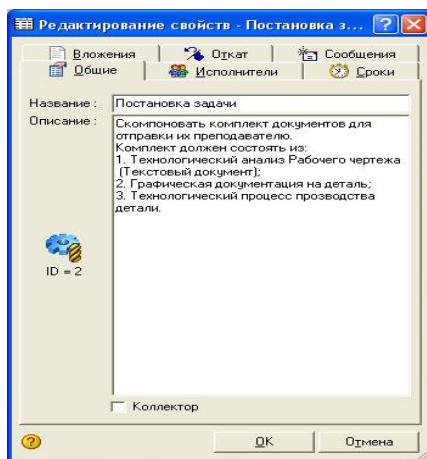 Редактирование свойств - Постановка з...
Вложения
Откат
Сообщения
Общие
Исполнители
Сроки
Название :
Постановка задачи
Описание :
Скомпоновать комплект документов для
отправки их преподавателю.
Комплект должен состоять из:
1. Технологический анализ Рабочего чертежа
(Текстовый документ);
2. Графическая документация на деталь;
3. Технологический процесс прозводства
детали.
ID = 2
Коллектор
OK
Отмена